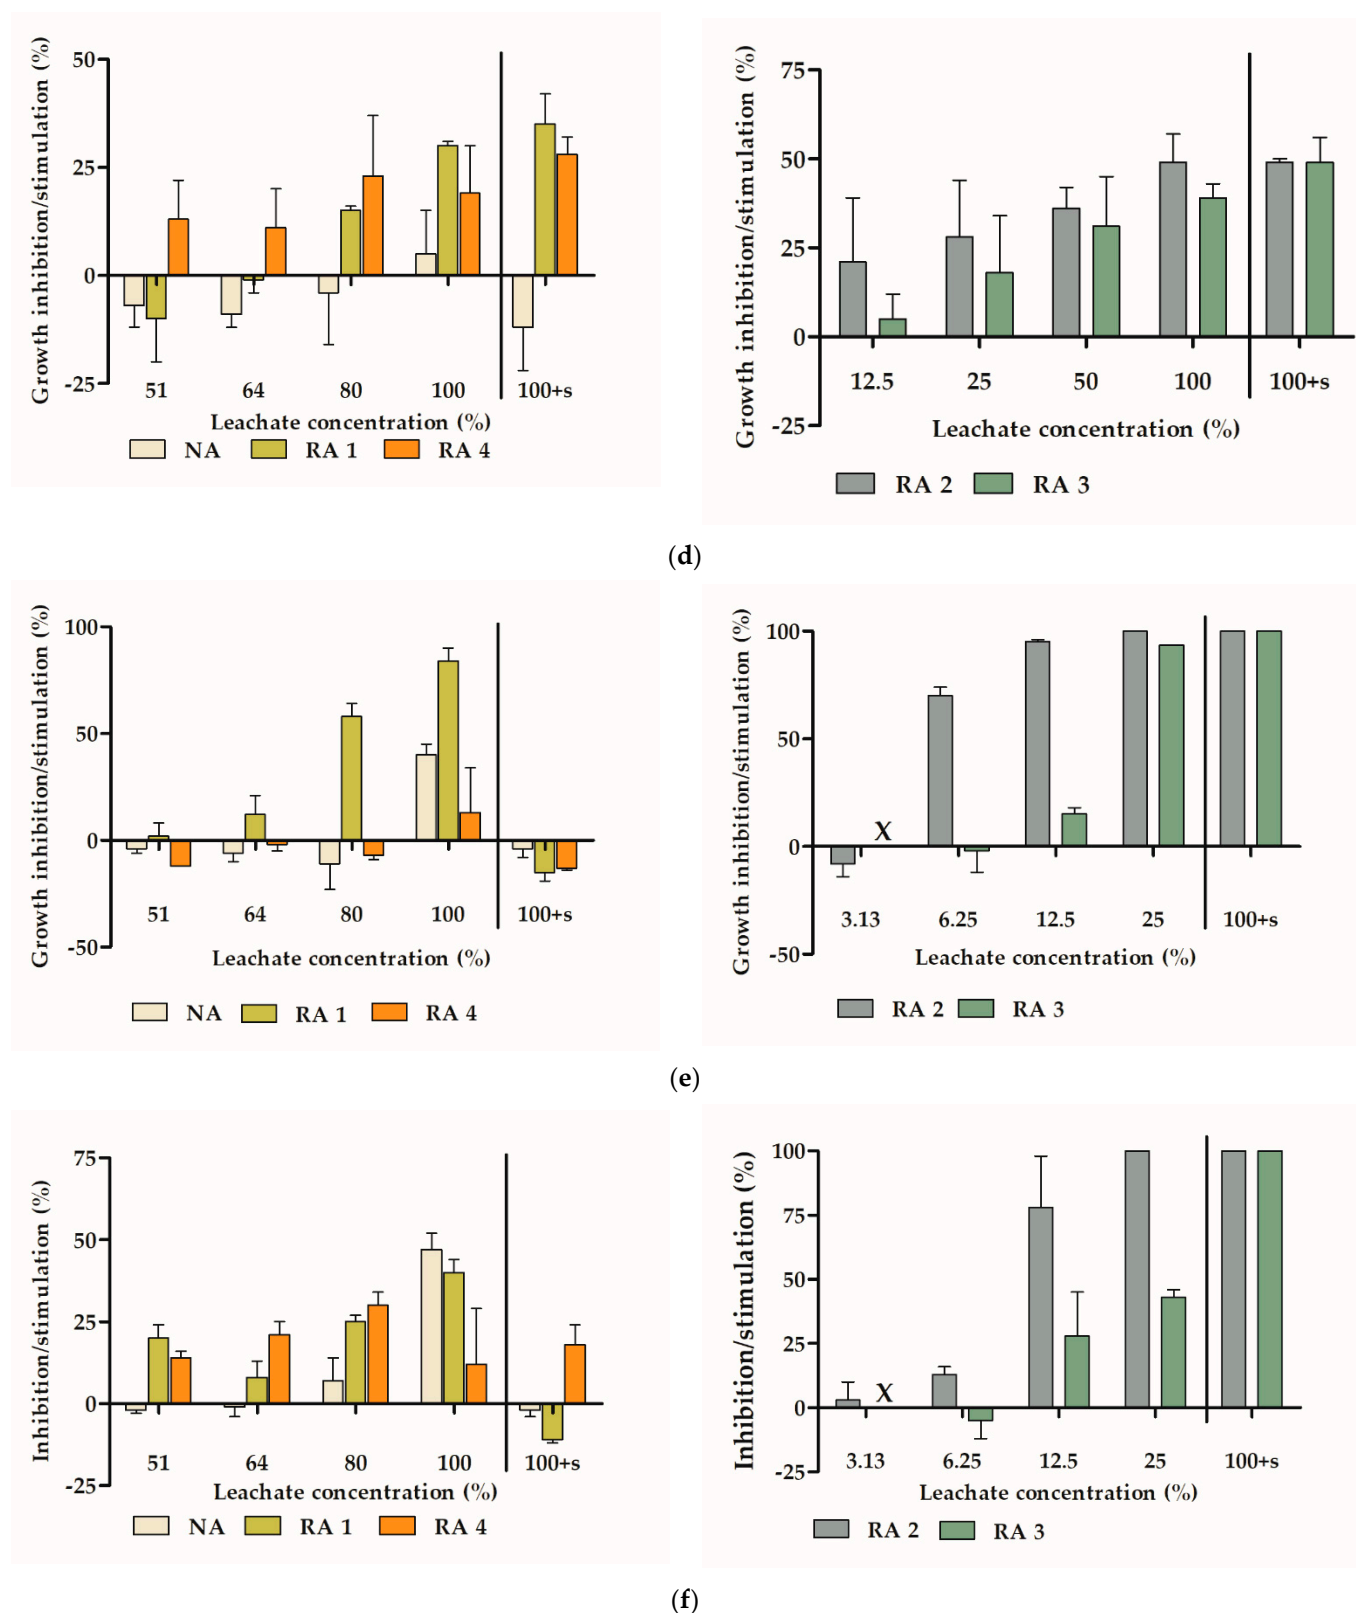 Growth inhibition/stimulation (%)
50
25
0
-25
51 64 80 100 100+s
Leachate concentration (%)
NA RA 1 RA 4
Growth inhibition/stimulation (%)
75
50
25
0
-25
12.5 25 50 100 100+s
Leachate concentration (%)
RA 2 RA 3
(d)
Growth inhibition/stimulation (%)
100
50
0
-50
51 64 80 100 100+s
Leachate concentration (%)
NA RA 1 RA 4
Growth inhibition/stimulation (%)
100
50
0
-50
X
3.13 6.25 12.5 25 100+s
Leachate concentration (%)
RA 2 RA 3
(e)
Inhibition/stimulation (%)
75
50
25
0
-25
51 64 80 100 100+s
Leachate concentration (%)
NA RA 1 RA 4
Inhibition/stimulation (%)
100
75
50
25
0
-25
X
3.13 6.25 12.5 25 100+s
Leachate concentration (%)
RA 2 RA 3
(f)